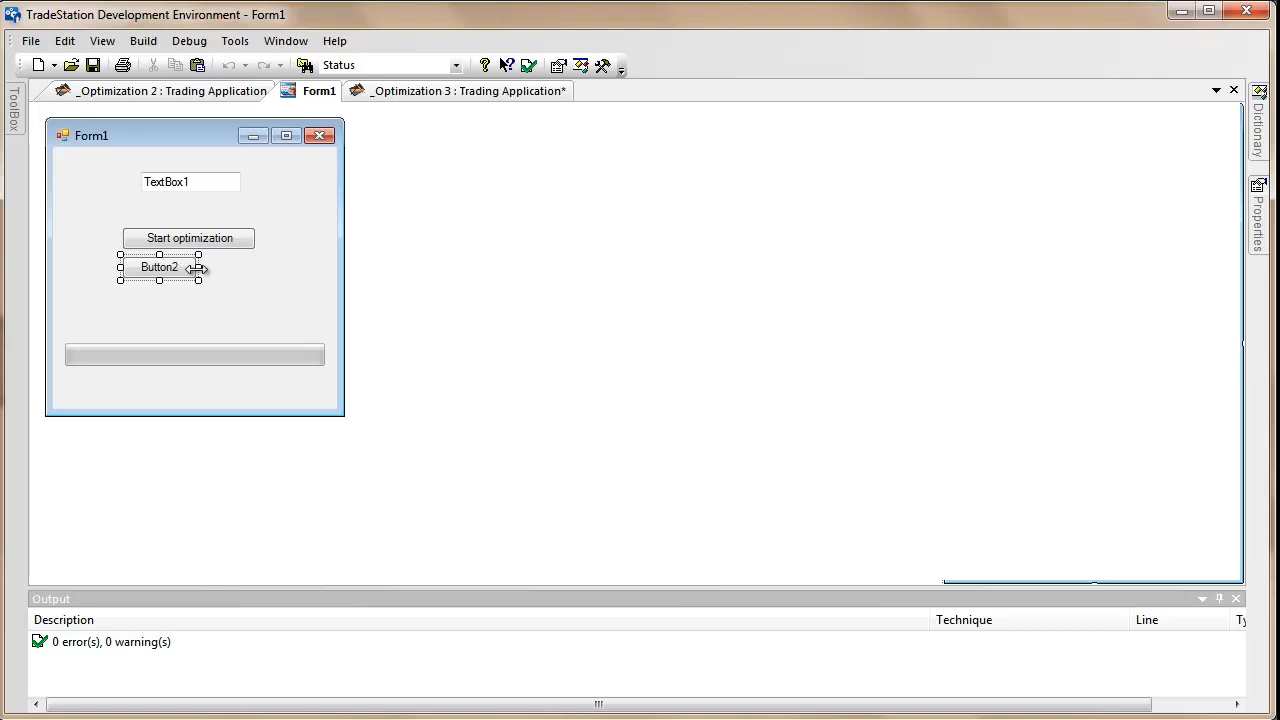 TradeStation Development Environment - Form1
File Edit View Build Debug Tools Window Help
Status
_Optimization 2 : Trading Application Form1 _Optimization 3 : Trading Application*
ToolBox
Form1
TextBox1
Start optimization
Button2
Dictionary
Properties
Output
Description Technique Line Ty
0 error(s), 0 warning(s)